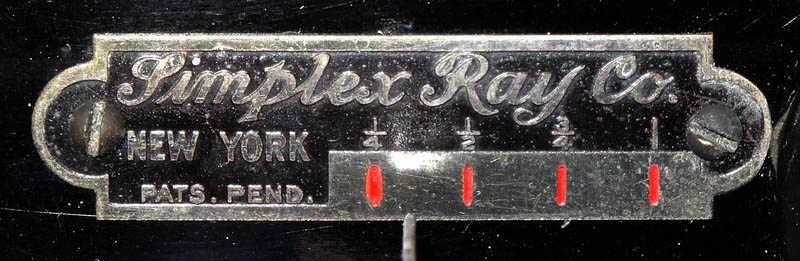 Simplex Ray Co.
NEW YORK
PATS. PEND.
1/4 1/2 3/4 1